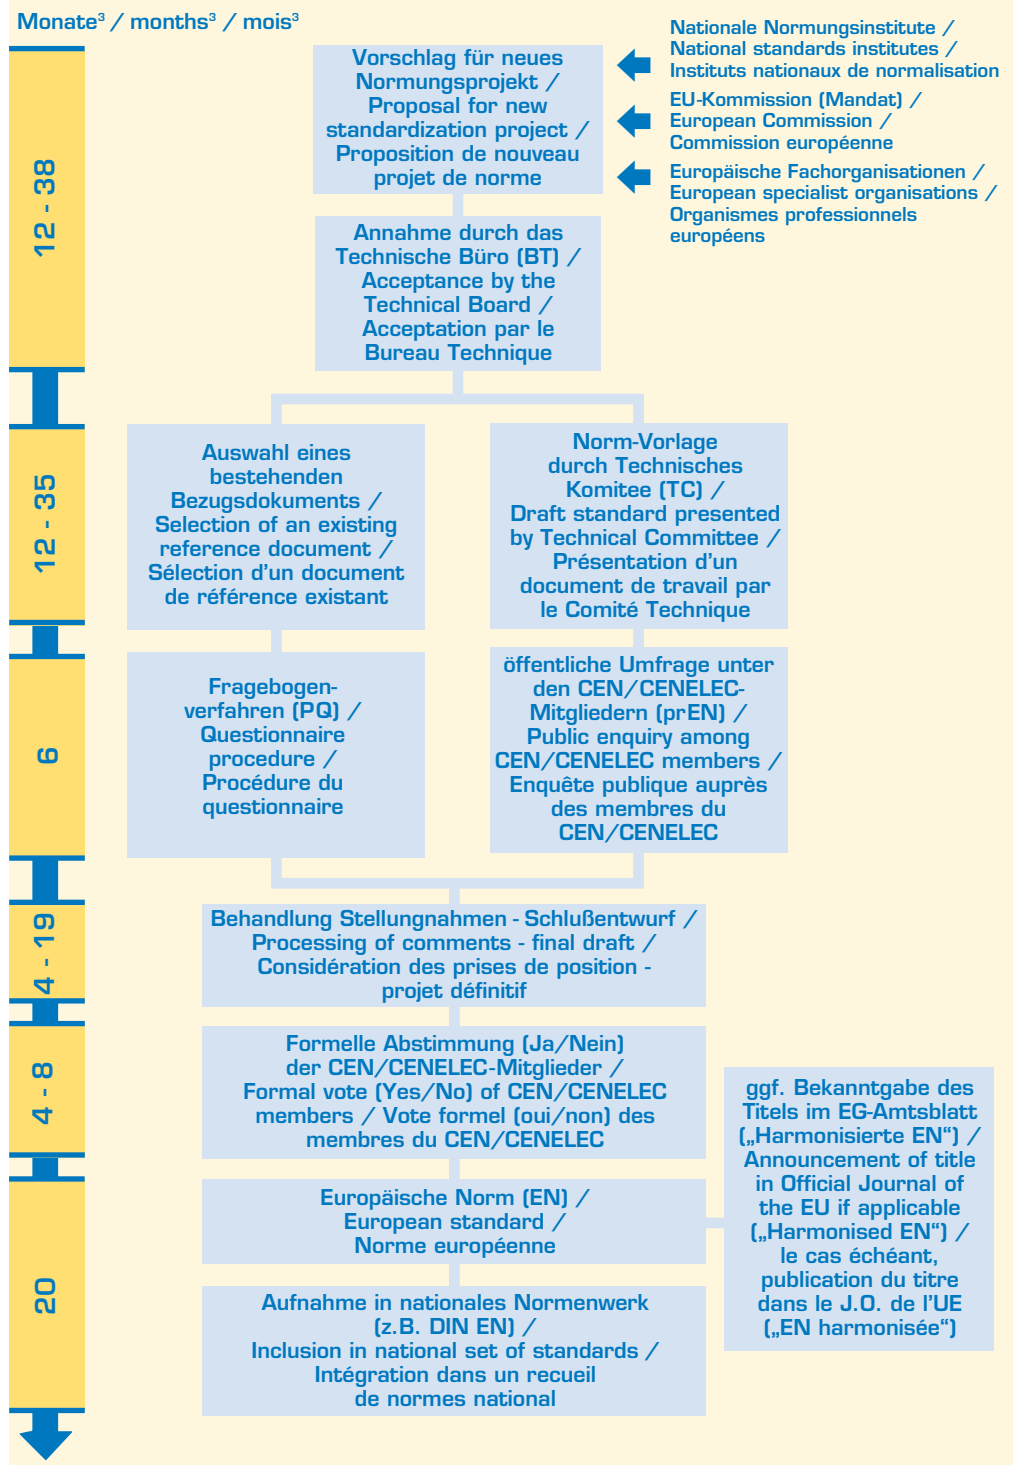 Monate³ / months³ / mois³
Vorschlag für neues
Normungsprojekt /
Proposal for new
standardization project /
Proposition de nouveau
projet de norme
Nationale Normungsinstitute /
National standards institutes /
Instituts nationaux de normalisation
EU-Kommission (Mandat) /
European Commission /
Commission européenne
Europäische Fachorganisationen /
European specialist organisations /
Organismes professionnels
européens
12 - 38
Annahme durch das
Technische Büro (BT) /
Acceptance by the
Technical Board /
Acceptation par le
Bureau Technique
12 - 35
Auswahl eines
bestehenden
Bezugsdokuments /
Selection of an existing
reference document /
Sélection d'un document
de référence existant
Norm-Vorlage
durch Technisches
Komitee (TC) /
Draft standard presented
by Technical Committee /
Présentation d'un
document de travail par
le Comité Technique
6
Fragebogen-
verfahren (PQ) /
Questionnaire
procedure /
Procédure du
questionnaire
öffentliche Umfrage unter
den CEN/CENELEC-
Mitgliedern (prEN) /
Public enquiry among
CEN/CENELEC members /
Enquête publique auprès
des membres du
CEN/CENELEC
4 - 19
Behandlung Stellungnahmen - Schlußentwurf /
Processing of comments - final draft /
Considération des prises de position -
projet définitif
4 - 8
Formelle Abstimmung (Ja/Nein)
der CEN/CENELEC-Mitglieder /
Formal vote (Yes/No) of CEN/CENELEC
members / Vote formel (oui/non) des
membres du CEN/CENELEC
ggf. Bekanntgabe des
Titels im EG-Amtsblatt
(„Harmonisierte EN“) /
Announcement of title
in Official Journal of
the EU if applicable
(„Harmonised EN“) /
le cas échéant,
publication du titre
dans le J.O. de l'UE
(„EN harmonisée“)
20
Europäische Norm (EN) /
European standard /
Norme européenne
Aufnahme in nationales Normenwerk
(z.B. DIN EN) /
Inclusion in national set of standards /
Intégration dans un recueil
de normes national